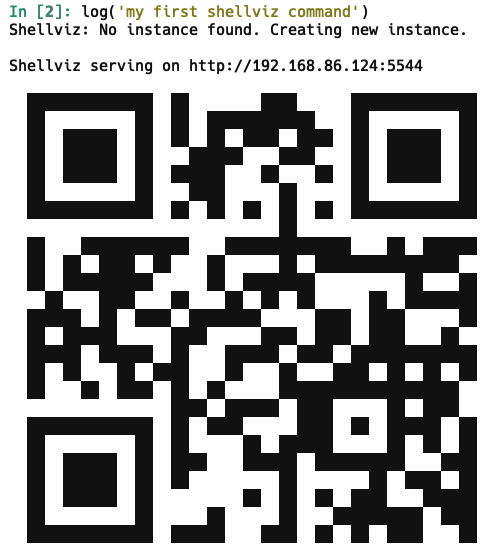 In [2]: log('my first shellviz command')
Shellviz: No instance found. Creating new instance.
Shellviz serving on http://192.168.86.124:5544